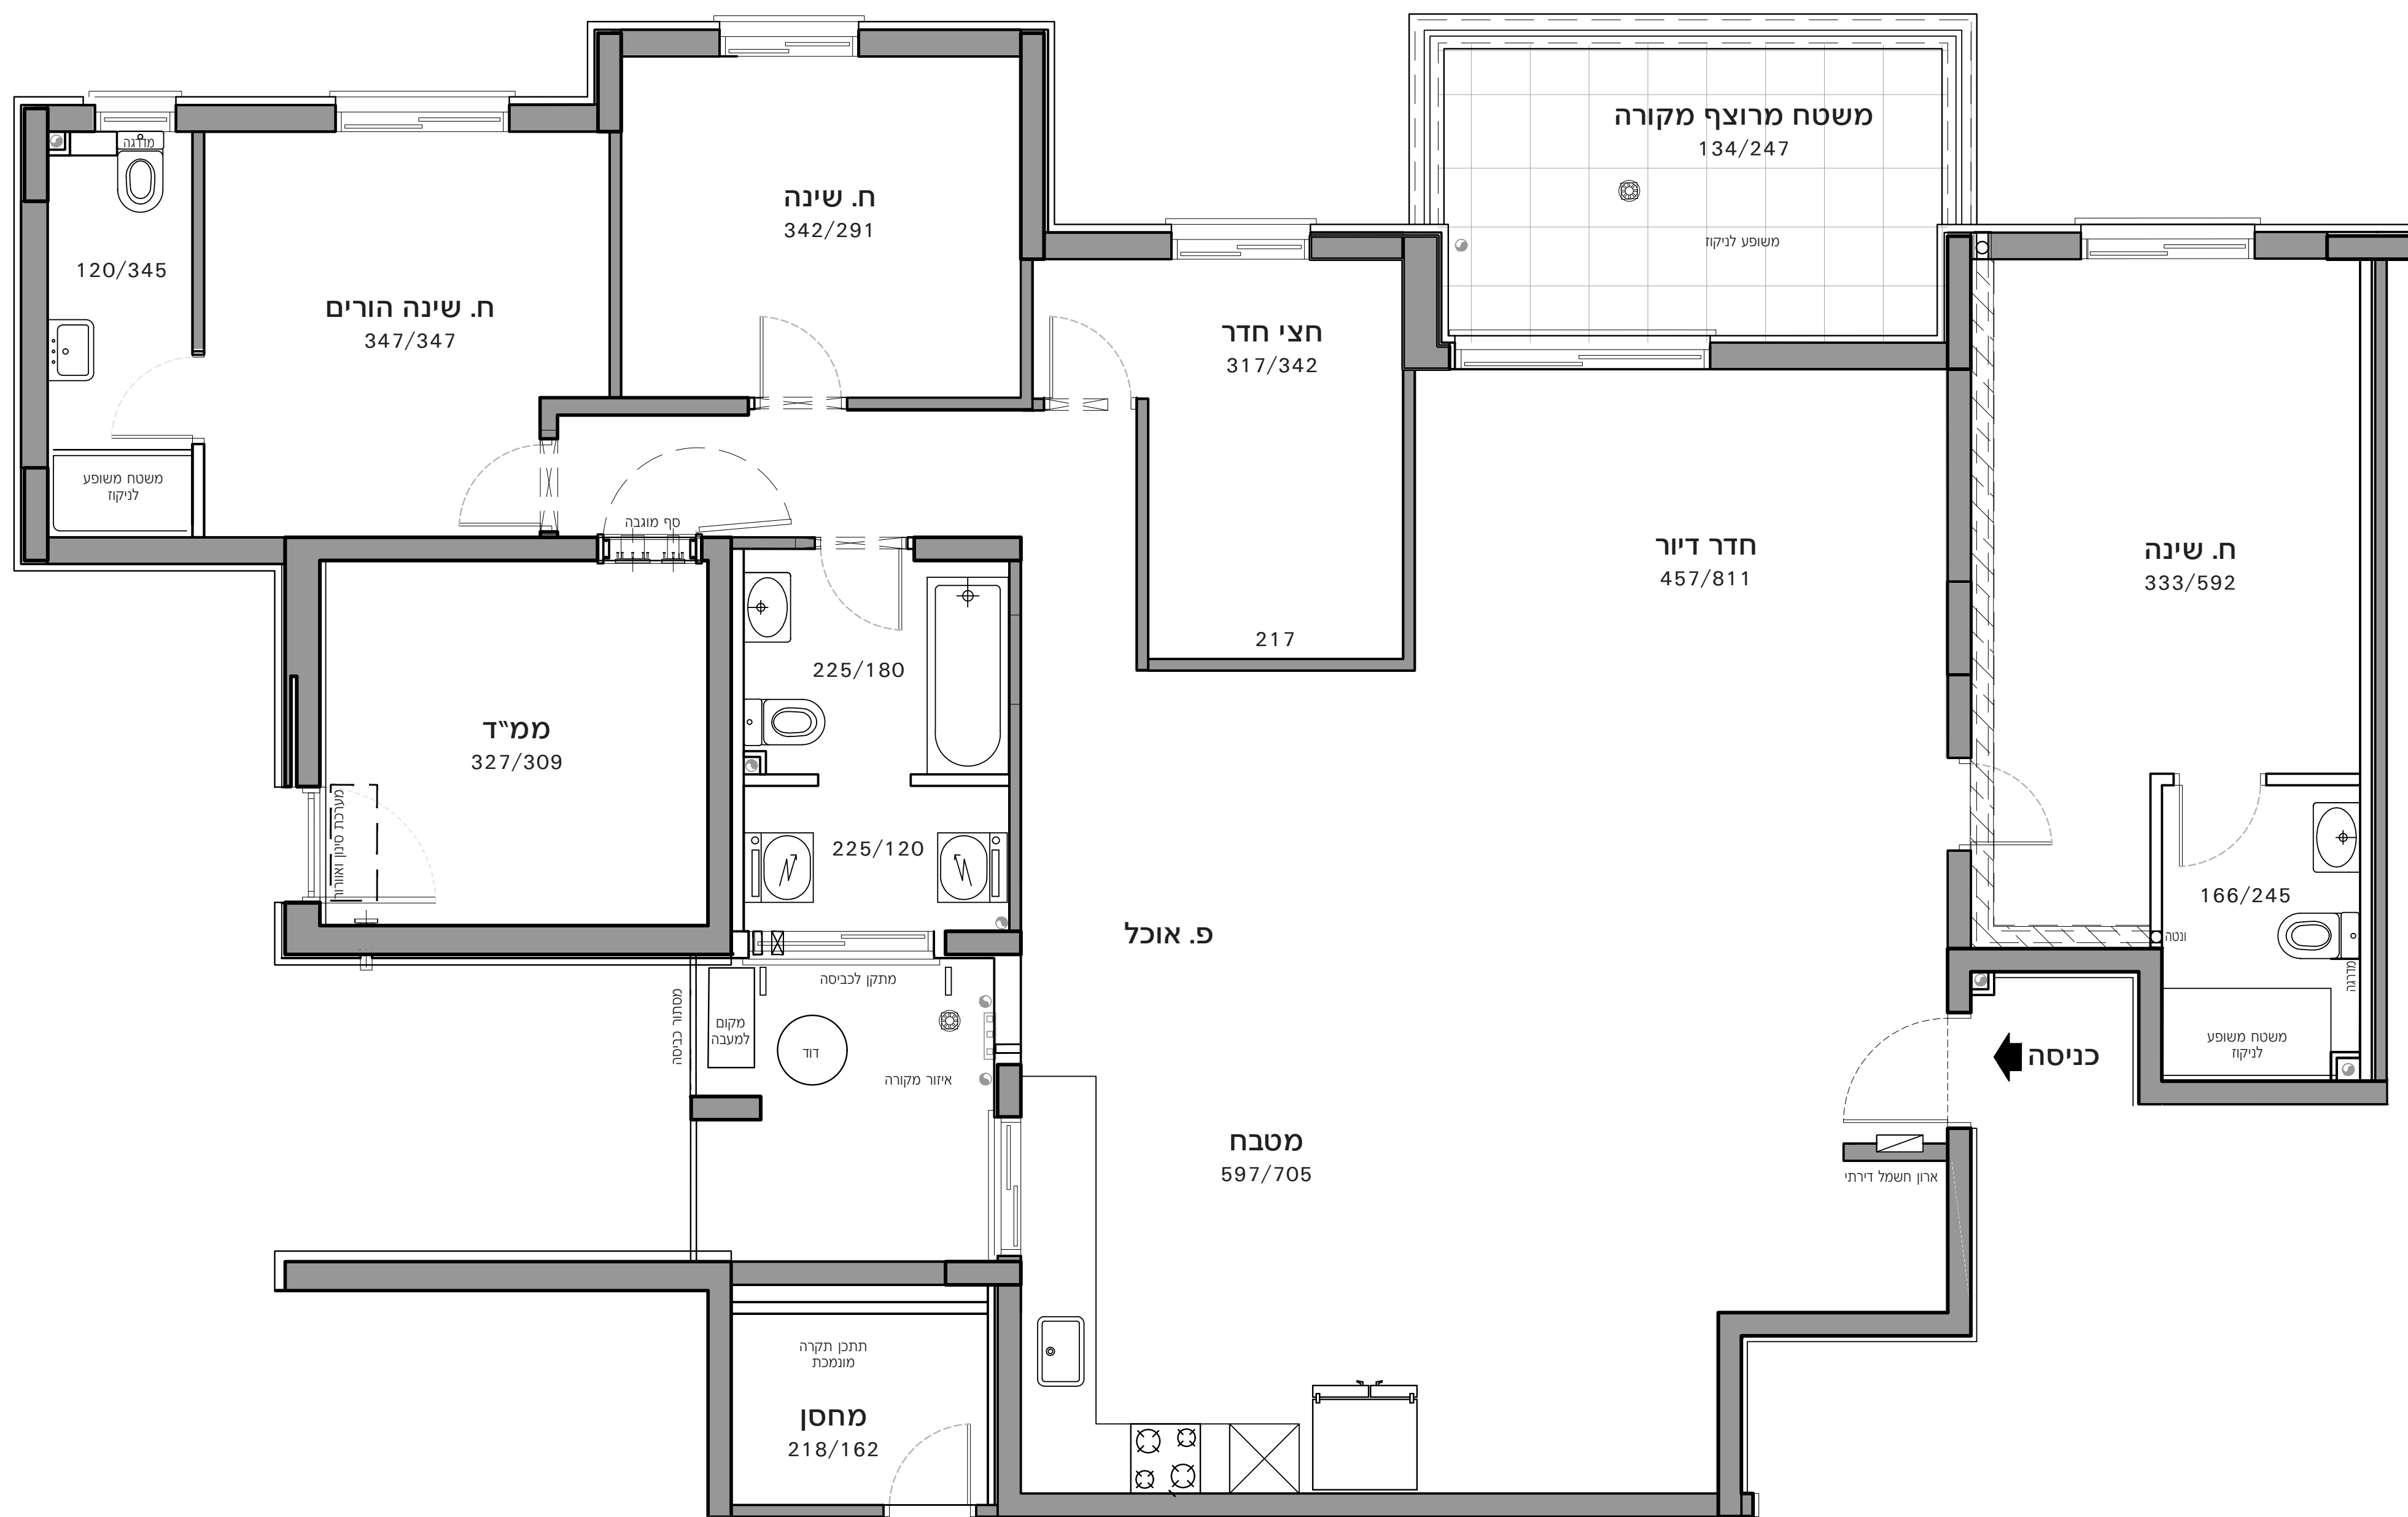 משטח מרוצף מקורה
134/247
משופע לניקוז
ח. שינה
342/291
מדרגה
120/345
ח. שינה הורים
347/347
חצי חדר
317/342
217
משטח משופע
לניקוז
סף מוגבה
חדר דיור
457/811
ח. שינה
333/592
225/180
ממ"ד
327/309
מערכת סינון ואוורור
225/120
166/245
ונטה
מדרגה
משטח משופע
לניקוז
פ. אוכל
מתקן לכביסה
מסתור כביסה
מקום
למעבה
דוד
איזור מקורה
כניסה
מטבח
597/705
ארון חשמל דירתי
תתכן תקרה
מונמכת
מחסן
218/162